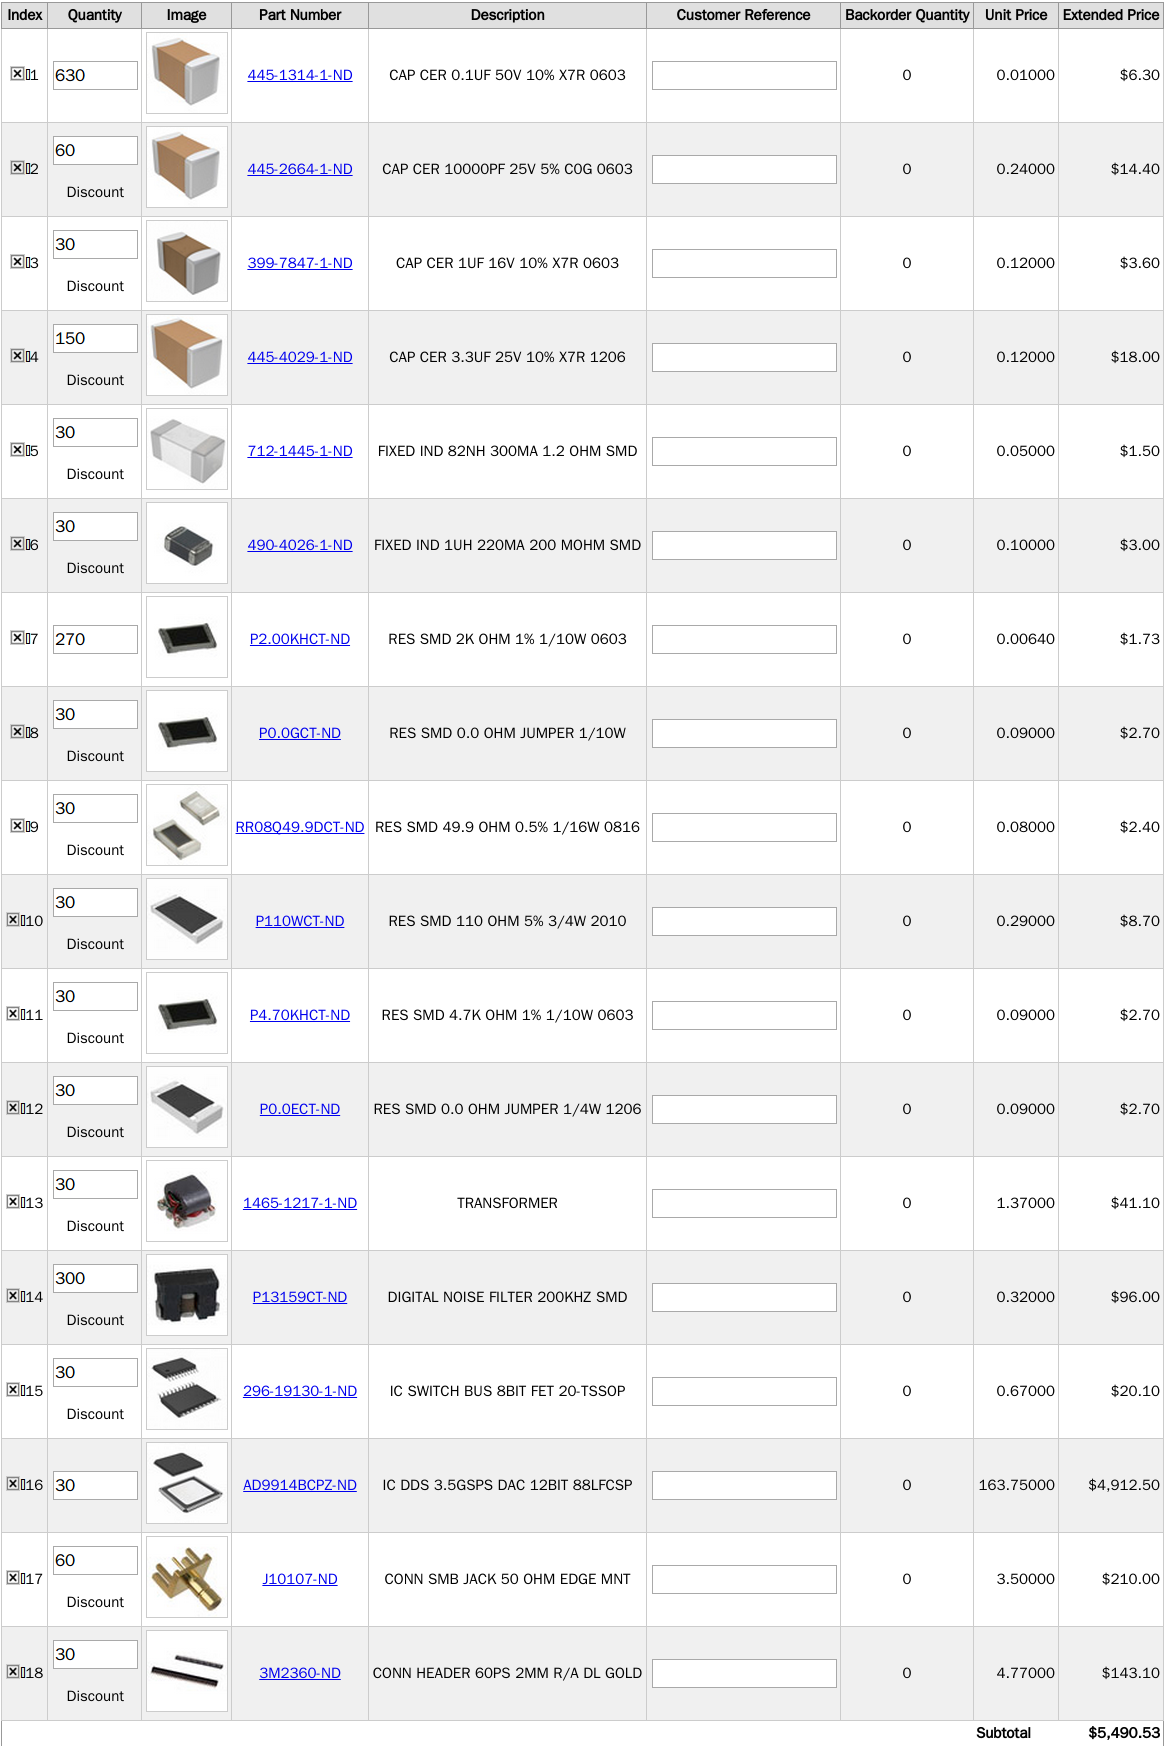 Index Quantity Image Part Number Description Customer Reference Backorder Quantity Unit Price Extended Price
1 630 445-1314-1-ND CAP CER 0.1UF 50V 10% X7R 0603 0 0.01000 $6.30
2 60 Discount 445-2664-1-ND CAP CER 10000PF 25V 5% C0G 0603 0 0.24000 $14.40
3 30 Discount 399-7847-1-ND CAP CER 1UF 16V 10% X7R 0603 0 0.12000 $3.60
4 150 Discount 445-4029-1-ND CAP CER 3.3UF 25V 10% X7R 1206 0 0.12000 $18.00
5 30 Discount 712-1445-1-ND FIXED IND 82NH 300MA 1.2 OHM SMD 0 0.05000 $1.50
6 30 Discount 490-4026-1-ND FIXED IND 1UH 220MA 200 MOHM SMD 0 0.10000 $3.00
7 270 P2.00KHCT-ND RES SMD 2K OHM 1% 1/10W 0603 0 0.00640 $1.73
8 30 Discount P0.0GCT-ND RES SMD 0.0 OHM JUMPER 1/10W 0 0.09000 $2.70
9 30 Discount RR08Q49.9DCT-ND RES SMD 49.9 OHM 0.5% 1/16W 0816 0 0.08000 $2.40
10 30 Discount P110WCT-ND RES SMD 110 OHM 5% 3/4W 2010 0 0.29000 $8.70
11 30 Discount P4.70KHCT-ND RES SMD 4.7K OHM 1% 1/10W 0603 0 0.09000 $2.70
12 30 Discount P0.0ECT-ND RES SMD 0.0 OHM JUMPER 1/4W 1206 0 0.09000 $2.70
13 30 Discount 1465-1217-1-ND TRANSFORMER 0 1.37000 $41.10
14 300 Discount P13159CT-ND DIGITAL NOISE FILTER 200KHZ SMD 0 0.32000 $96.00
15 30 Discount 296-19130-1-ND IC SWITCH BUS 8BIT FET 20-TSSOP 0 0.67000 $20.10
16 30 AD9914BCPZ-ND IC DDS 3.5GSPS DAC 12BIT 88LFCSP 0 163.75000 $4,912.50
17 60 Discount J10107-ND CONN SMB JACK 50 OHM EDGE MNT 0 3.50000 $210.00
18 30 Discount 3M2360-ND CONN HEADER 60PS 2MM R/A DL GOLD 0 4.77000 $143.10
Subtotal $5,490.53